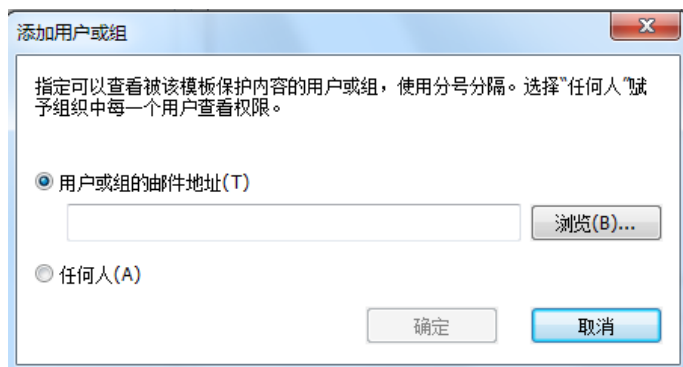 添加用户或组
指定可以查看被该模板保护内容的用户或组，使用分号分隔。选择"任何人"赋
予组织中每一个用户查看权限。
用户或组的邮件地址(T)
浏览(B)...
任何人(A)
确定
取消